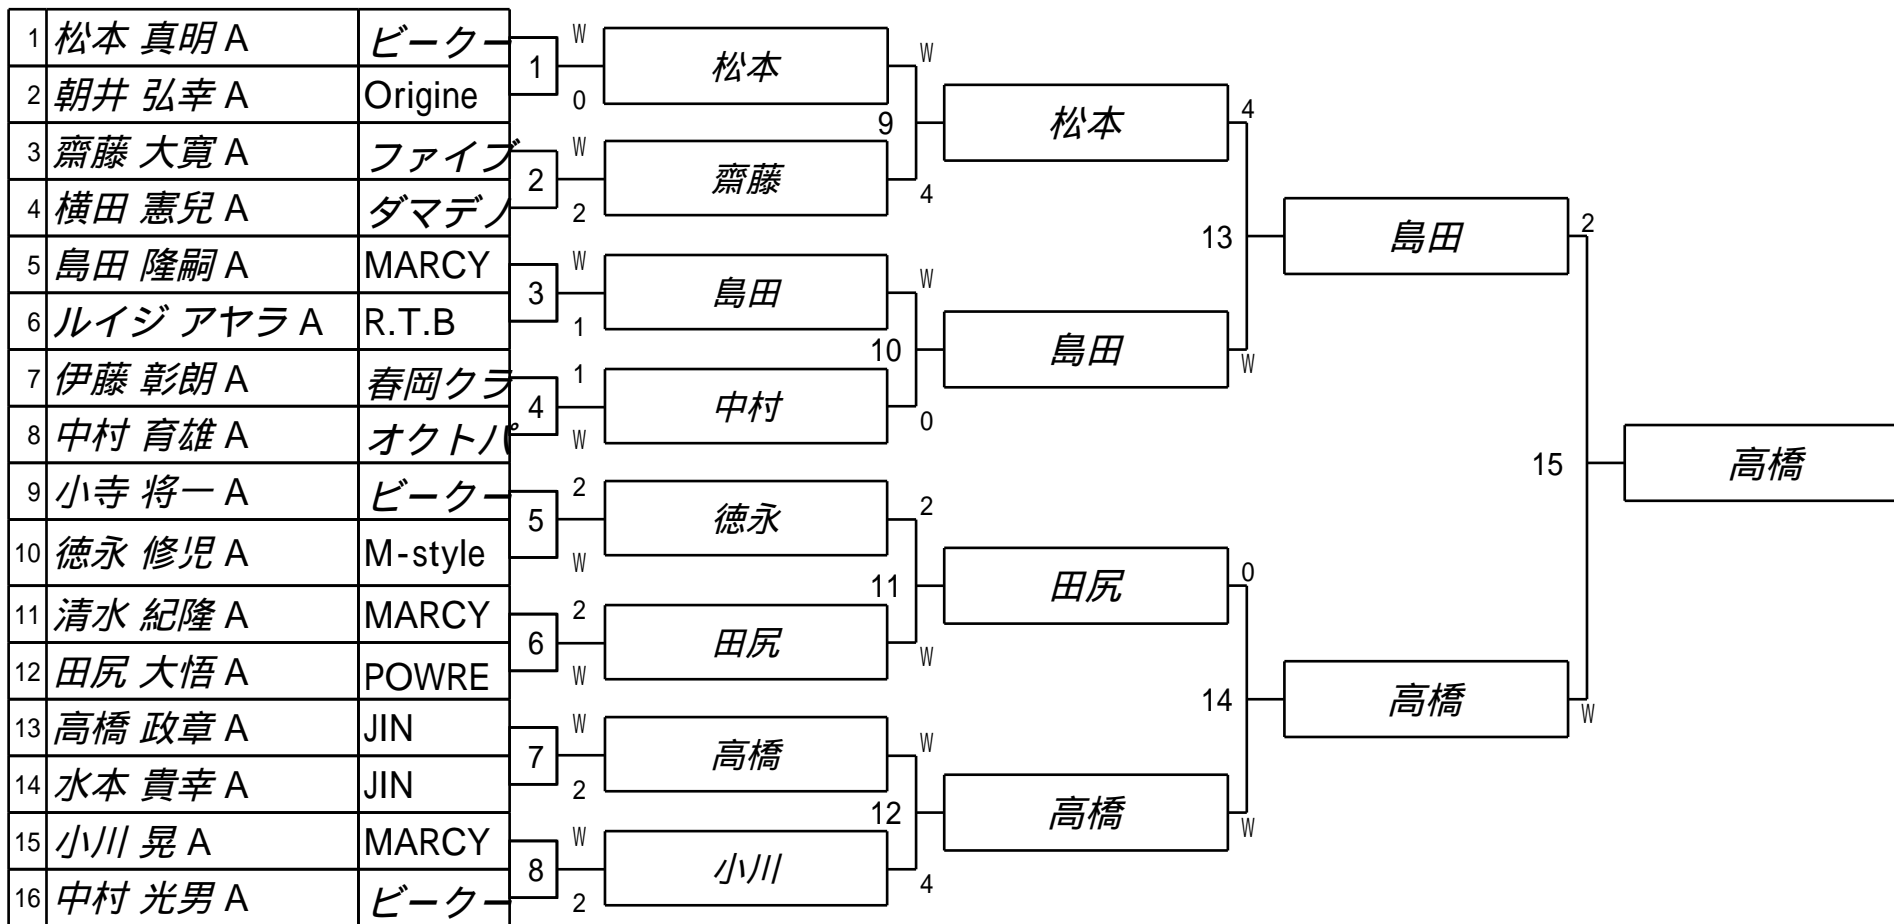 1 松本 真明 A ビークー
2 朝井 弘幸 A Origine
3 齋藤 大寛 A ファイブ
4 横田 憲兒 A ダマデノ
5 島田 隆嗣 A MARCY
6 ルイジ アヤラ A R.T.B
7 伊藤 彰朗 A 春岡クラ
8 中村 育雄 A オクトパ
9 小寺 将一 A ビークー
10 徳永 修児 A M-style
11 清水 紀隆 A MARCY
12 田尻 大悟 A POWRE
13 高橋 政章 A JIN
14 水本 貴幸 A JIN
15 小川 晃 A MARCY
16 中村 光男 A ビークー
1 W 0
2 W 2
3 W 1
4 1 W
5 2 W
6 2 W
7 W 2
8 W 2
松本
齋藤
島田
中村
徳永
田尻
高橋
小川
9 W 4
10 W 0
11 2 W
12 W 4
松本
島田
田尻
高橋
13 4 W
14 0 W
島田
高橋
15 2 W
高橋